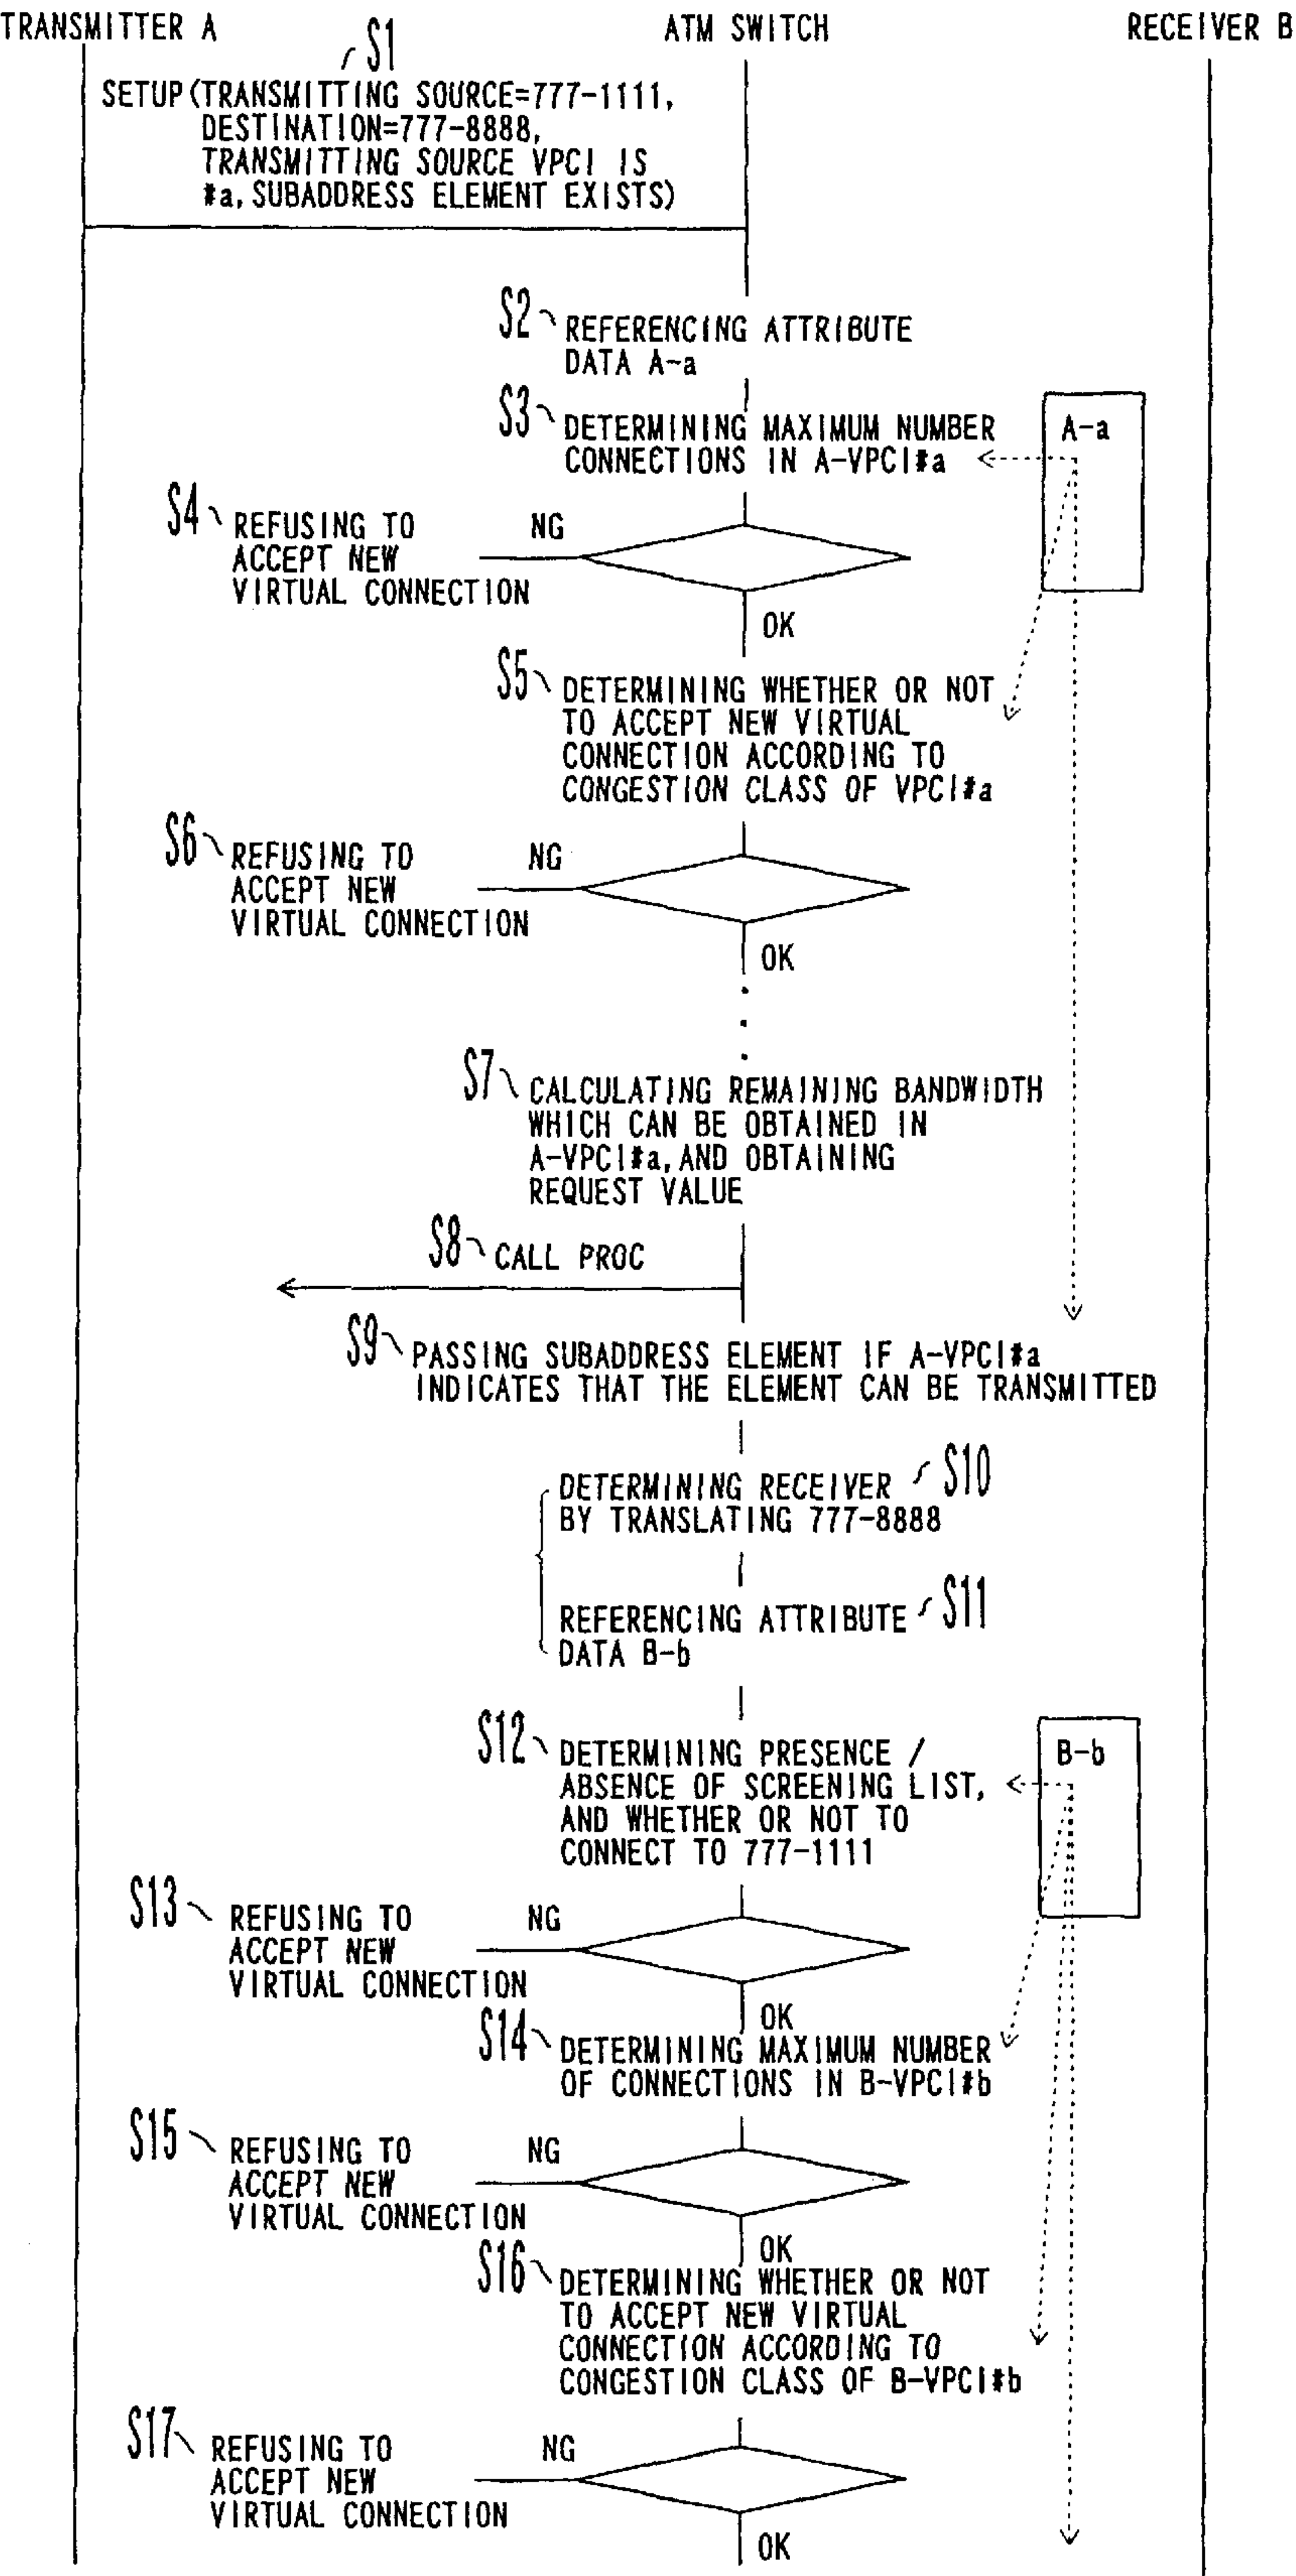 TRANSMITTER A
ATM SWITCH
RECEIVER B
S1
SETUP(TRANSMITTING SOURCE=777-1111,
DESTINATION=777-8888,
TRANSMITTING SOURCE VPCI IS
#a, SUBADDRESS ELEMENT EXISTS)
S2
REFERENCING ATTRIBUTE
DATA A-a
S3
DETERMINING MAXIMUM NUMBER
CONNECTIONS IN A-VPCI#a
A-a
S4
REFUSING TO
ACCEPT NEW
VIRTUAL CONNECTION
NG
OK
S5
DETERMINING WHETHER OR NOT
TO ACCEPT NEW VIRTUAL
CONNECTION ACCORDING TO
CONGESTION CLASS OF VPCI#a
S6
REFUSING TO
ACCEPT NEW
VIRTUAL CONNECTION
NG
OK
S7
CALCULATING REMAINING BANDWIDTH
WHICH CAN BE OBTAINED IN
A-VPCI#a, AND OBTAINING
REQUEST VALUE
S8
CALL PROC
S9
PASSING SUBADDRESS ELEMENT IF A-VPCI#a
INDICATES THAT THE ELEMENT CAN BE TRANSMITTED
DETERMINING RECEIVER
BY TRANSLATING 777-8888
S10
REFERENCING ATTRIBUTE
DATA B-b
S11
S12
DETERMINING PRESENCE /
ABSENCE OF SCREENING LIST,
AND WHETHER OR NOT TO
CONNECT TO 777-1111
B-b
S13
REFUSING TO
ACCEPT NEW
VIRTUAL CONNECTION
NG
OK
S14
DETERMINING MAXIMUM NUMBER
OF CONNECTIONS IN B-VPCI#b
S15
REFUSING TO
ACCEPT NEW
VIRTUAL CONNECTION
NG
OK
S16
DETERMINING WHETHER OR NOT
TO ACCEPT NEW VIRTUAL
CONNECTION ACCORDING TO
CONGESTION CLASS OF B-VPCI#b
S17
REFUSING TO
ACCEPT NEW
VIRTUAL CONNECTION
NG
OK